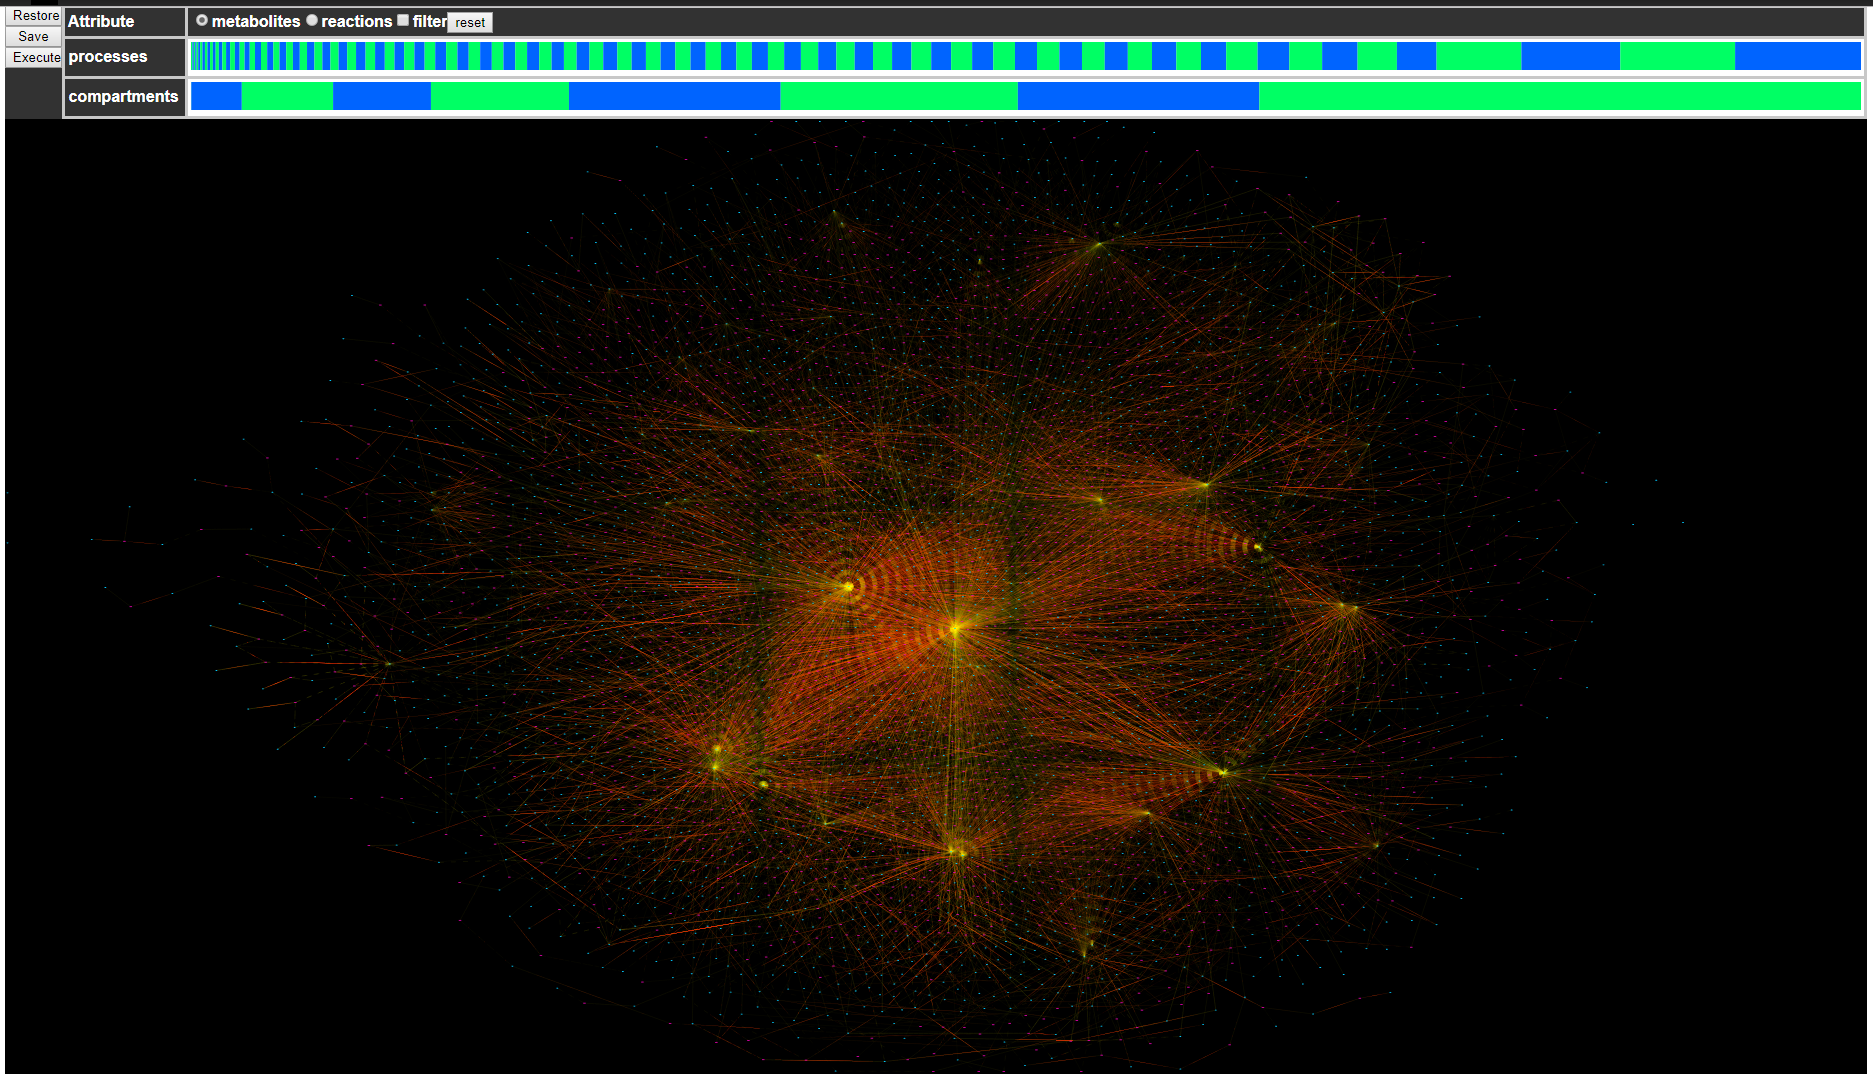 Restore
Save
Execute
Attribute
metabolites reactions filter reset
processes
compartments